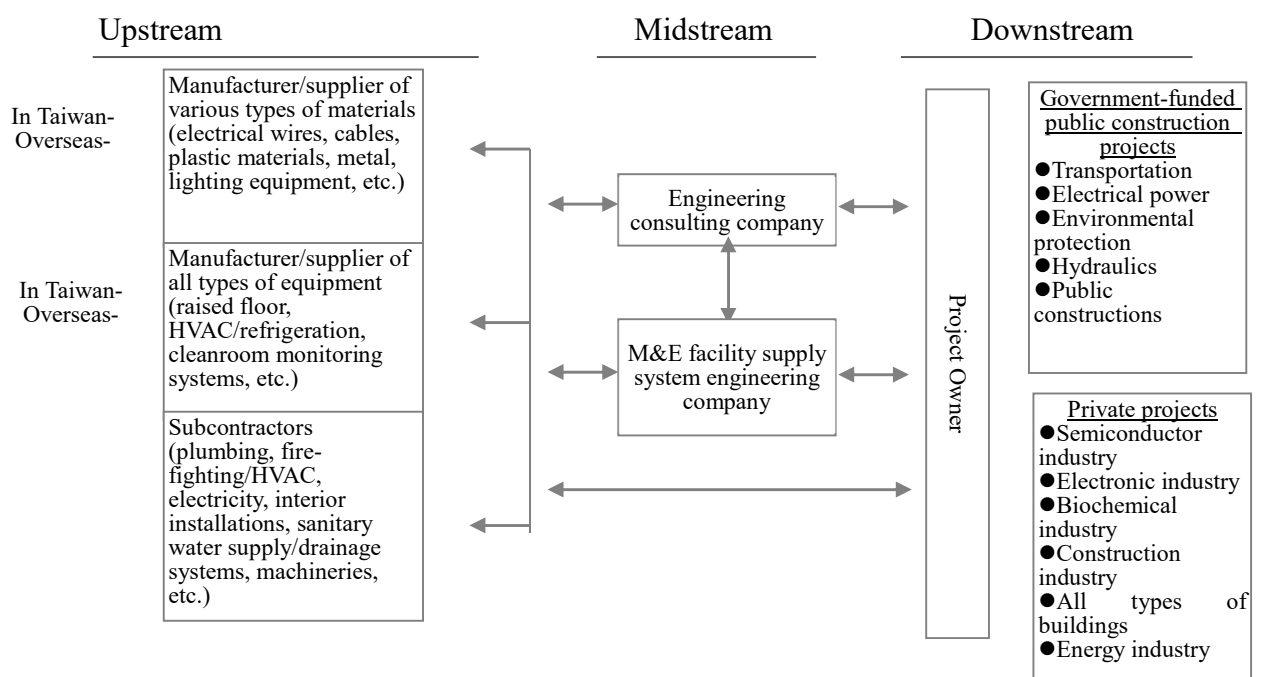 Upstream
Midstream
Downstream
In Taiwan-
Overseas-
Manufacturer/supplier of
various types of materials
(electrical wires, cables,
plastic materials, metal,
lighting equipment, etc.)
In Taiwan-
Overseas-
Manufacturer/supplier of
all types of equipment
(raised floor,
HVAC/refrigeration,
cleanroom monitoring
systems, etc.)
Subcontractors
(plumbing, fire-
fighting/HVAC,
electricity, interior
installations, sanitary
water supply/drainage
systems, machineries,
etc.)
Engineering
consulting company
M&E facility supply
system engineering
company
Project Owner
Government-funded
public construction
projects
●Transportation
●Electrical power
●Environmental
protection
●Hydraulics
●Public
constructions
Private projects
●Semiconductor
industry
●Electronic industry
●Biochemical
industry
●Construction
industry
●All types of
buildings
●Energy industry